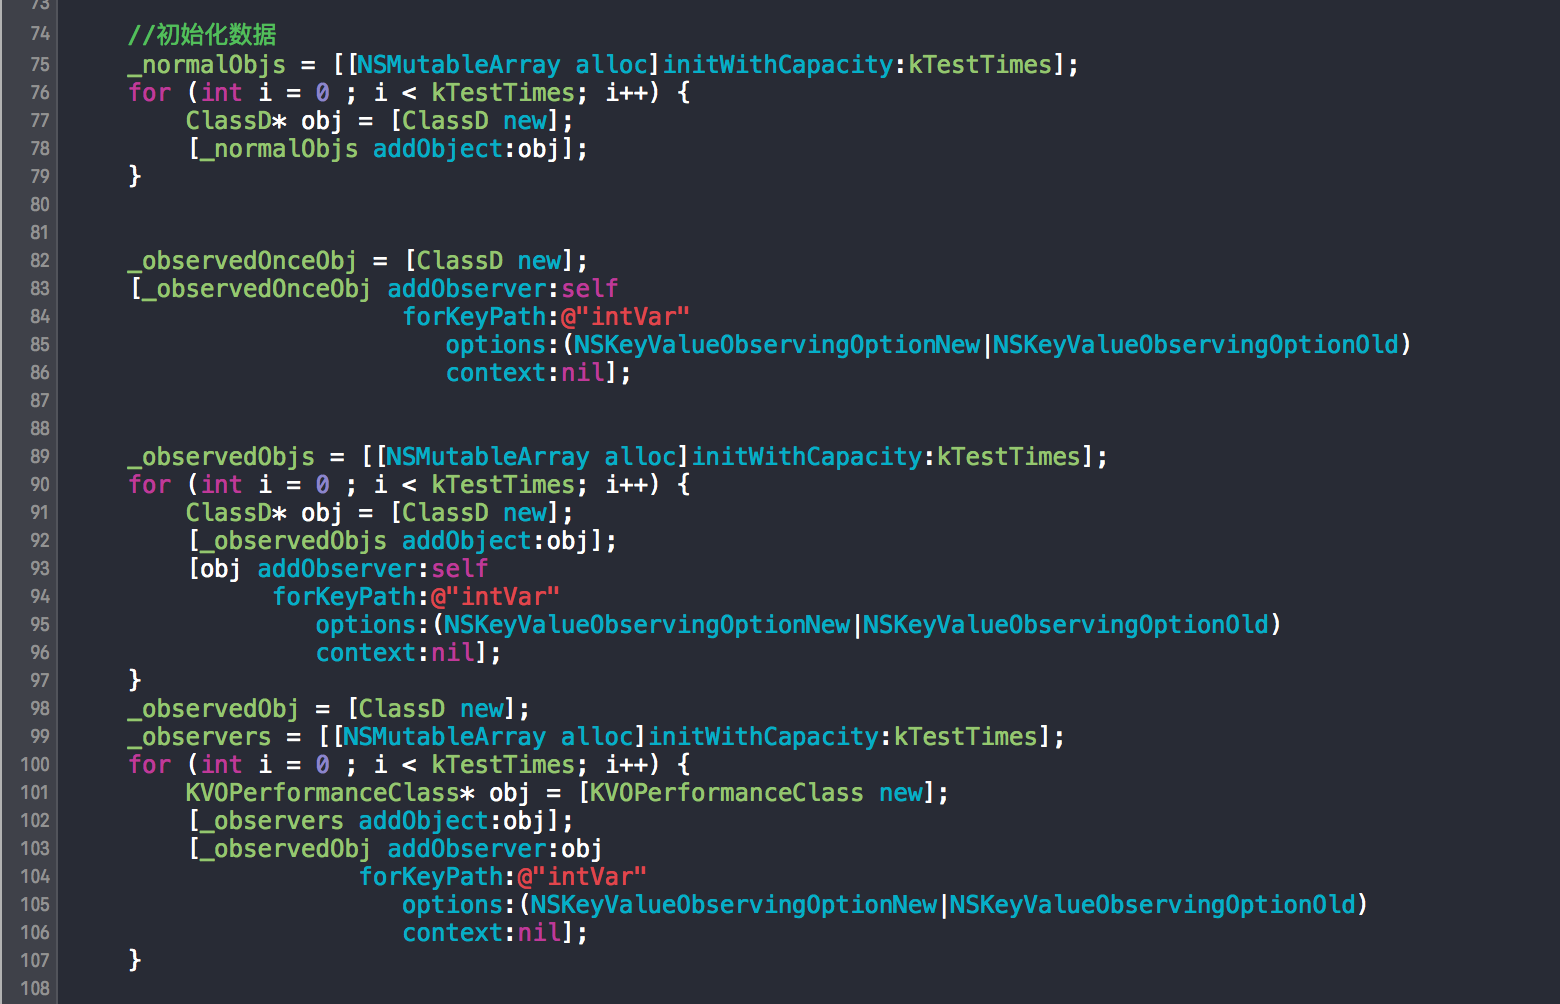 73
74 //初始化数据
75 _normalObjs = [[NSMutableArray alloc]initWithCapacity:kTestTimes];
76 for (int i = 0 ; i < kTestTimes; i++) {
77 ClassD* obj = [ClassD new];
78 [_normalObjs addObject:obj];
79 }
80
81
82 _observedOnceObj = [ClassD new];
83 [_observedOnceObj addObserver:self
84 forKeyPath:@"intVar"
85 options:(NSKeyValueObservingOptionNew|NSKeyValueObservingOptionOld)
86 context:nil];
87
88
89 _observedObjs = [[NSMutableArray alloc]initWithCapacity:kTestTimes];
90 for (int i = 0 ; i < kTestTimes; i++) {
91 ClassD* obj = [ClassD new];
92 [_observedObjs addObject:obj];
93 [obj addObserver:self
94 forKeyPath:@"intVar"
95 options:(NSKeyValueObservingOptionNew|NSKeyValueObservingOptionOld)
96 context:nil];
97 }
98 _observedObj = [ClassD new];
99 _observers = [[NSMutableArray alloc]initWithCapacity:kTestTimes];
100 for (int i = 0 ; i < kTestTimes; i++) {
101 KVOPerformanceClass* obj = [KVOPerformanceClass new];
102 [_observers addObject:obj];
103 [_observedObj addObserver:obj
104 forKeyPath:@"intVar"
105 options:(NSKeyValueObservingOptionNew|NSKeyValueObservingOptionOld)
106 context:nil];
107 }
108